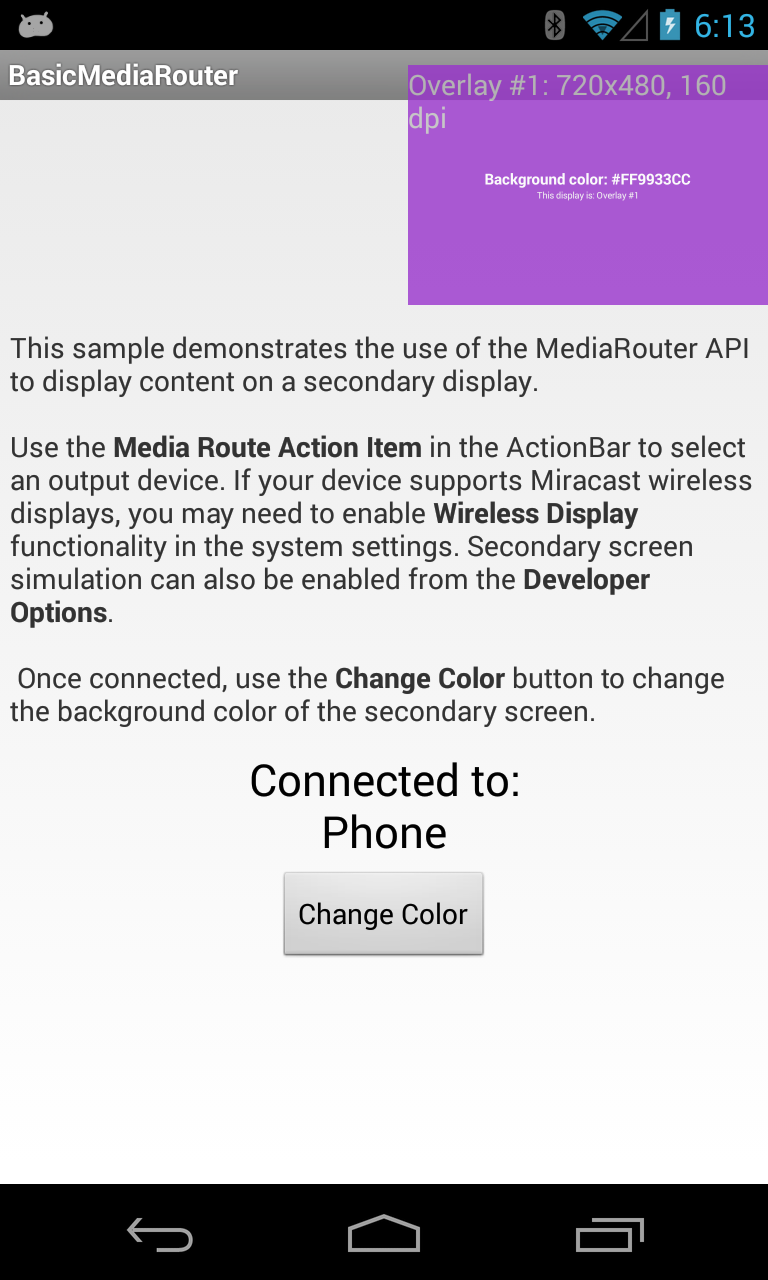 6:13
BasicMediaRouter
Overlay #1: 720x480, 160
dpi
Background color: #FF9933CC
This display is: Overlay #1
This sample demonstrates the use of the MediaRouter API
to display content on a secondary display.
Use the Media Route Action Item in the ActionBar to select
an output device. If your device supports Miracast wireless
displays, you may need to enable Wireless Display
functionality in the system settings. Secondary screen
simulation can also be enabled from the Developer
Options.
Once connected, use the Change Color button to change
the background color of the secondary screen.
Connected to:
Phone
Change Color